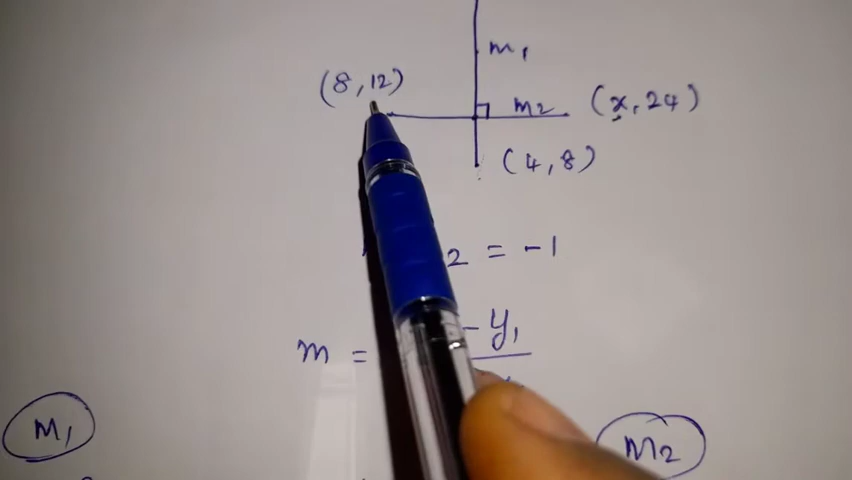 m₁
(8,12)
m₂ (x,24)
(4,8)
₂ = -1
m = - y₁
M₁
M₂